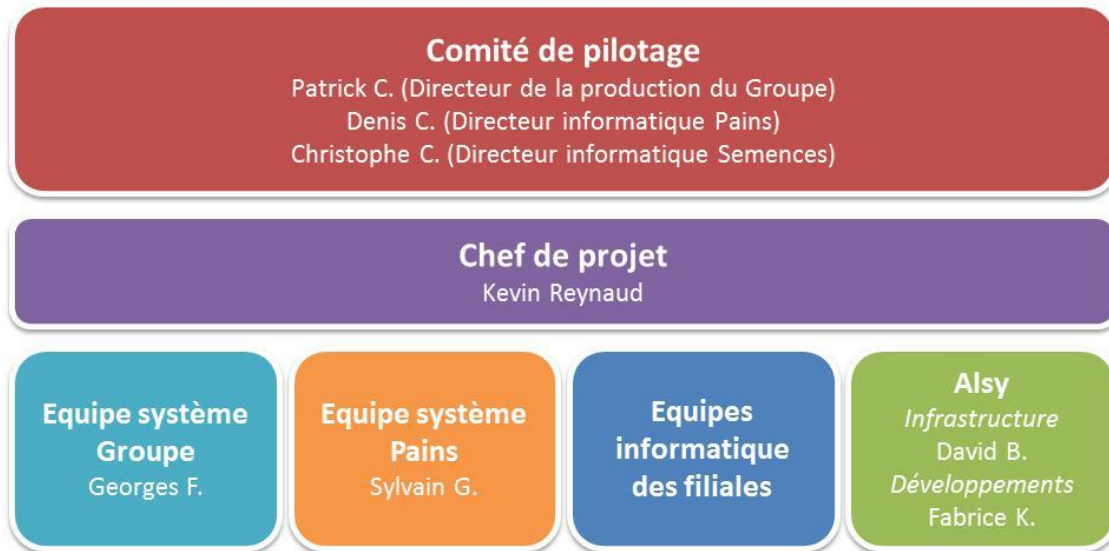 Comité de pilotage
Patrick C. (Directeur de la production du Groupe)
Denis C. (Directeur informatique Pains)
Christophe C. (Directeur informatique Semences)
Chef de projet
Kevin Reynaud
Equipe système
Groupe
Georges F.
Equipe système
Pains
Sylvain G.
Equipes
informatique
des filiales
Alsy
Infrastructure
David B.
Développements
Fabrice K.